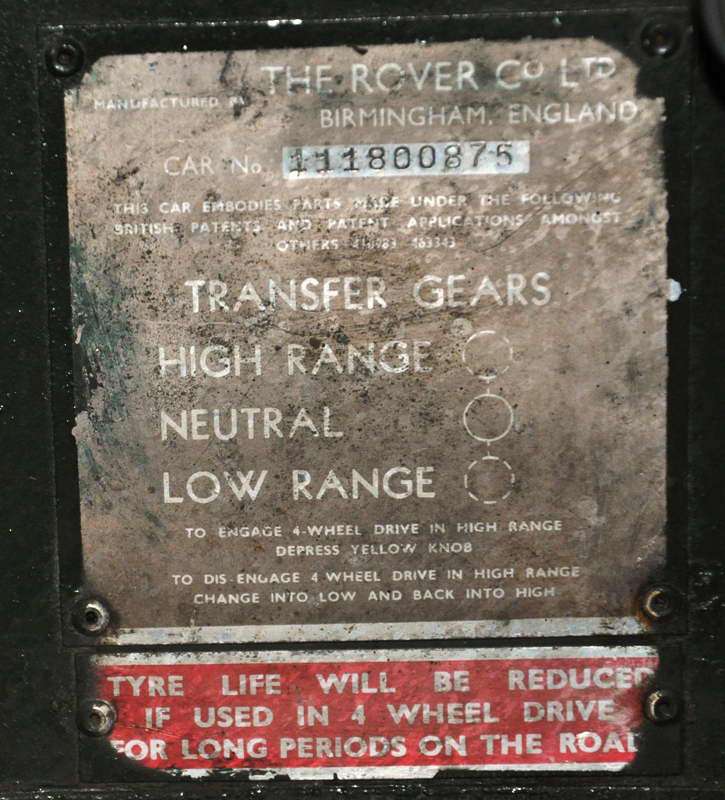 THE ROVER CO LTD
MANUFACTURED BY
BIRMINGHAM, ENGLAND
CAR No. 111800875
THIS CAR EMBODIES PARTS MADE UNDER THE FOLLOWING
BRITISH PATENTS AND PATENT APPLICATIONS AMONGST
OTHERS 463343
TRANSFER GEARS
HIGH RANGE
NEUTRAL
LOW RANGE
TO ENGAGE 4-WHEEL DRIVE IN HIGH RANGE
DEPRESS YELLOW KNOB
TO DIS-ENGAGE 4 WHEEL DRIVE IN HIGH RANGE
CHANGE INTO LOW AND BACK INTO HIGH
TYRE LIFE WILL BE REDUCED
IF USED IN 4 WHEEL DRIVE
FOR LONG PERIODS ON THE ROAD